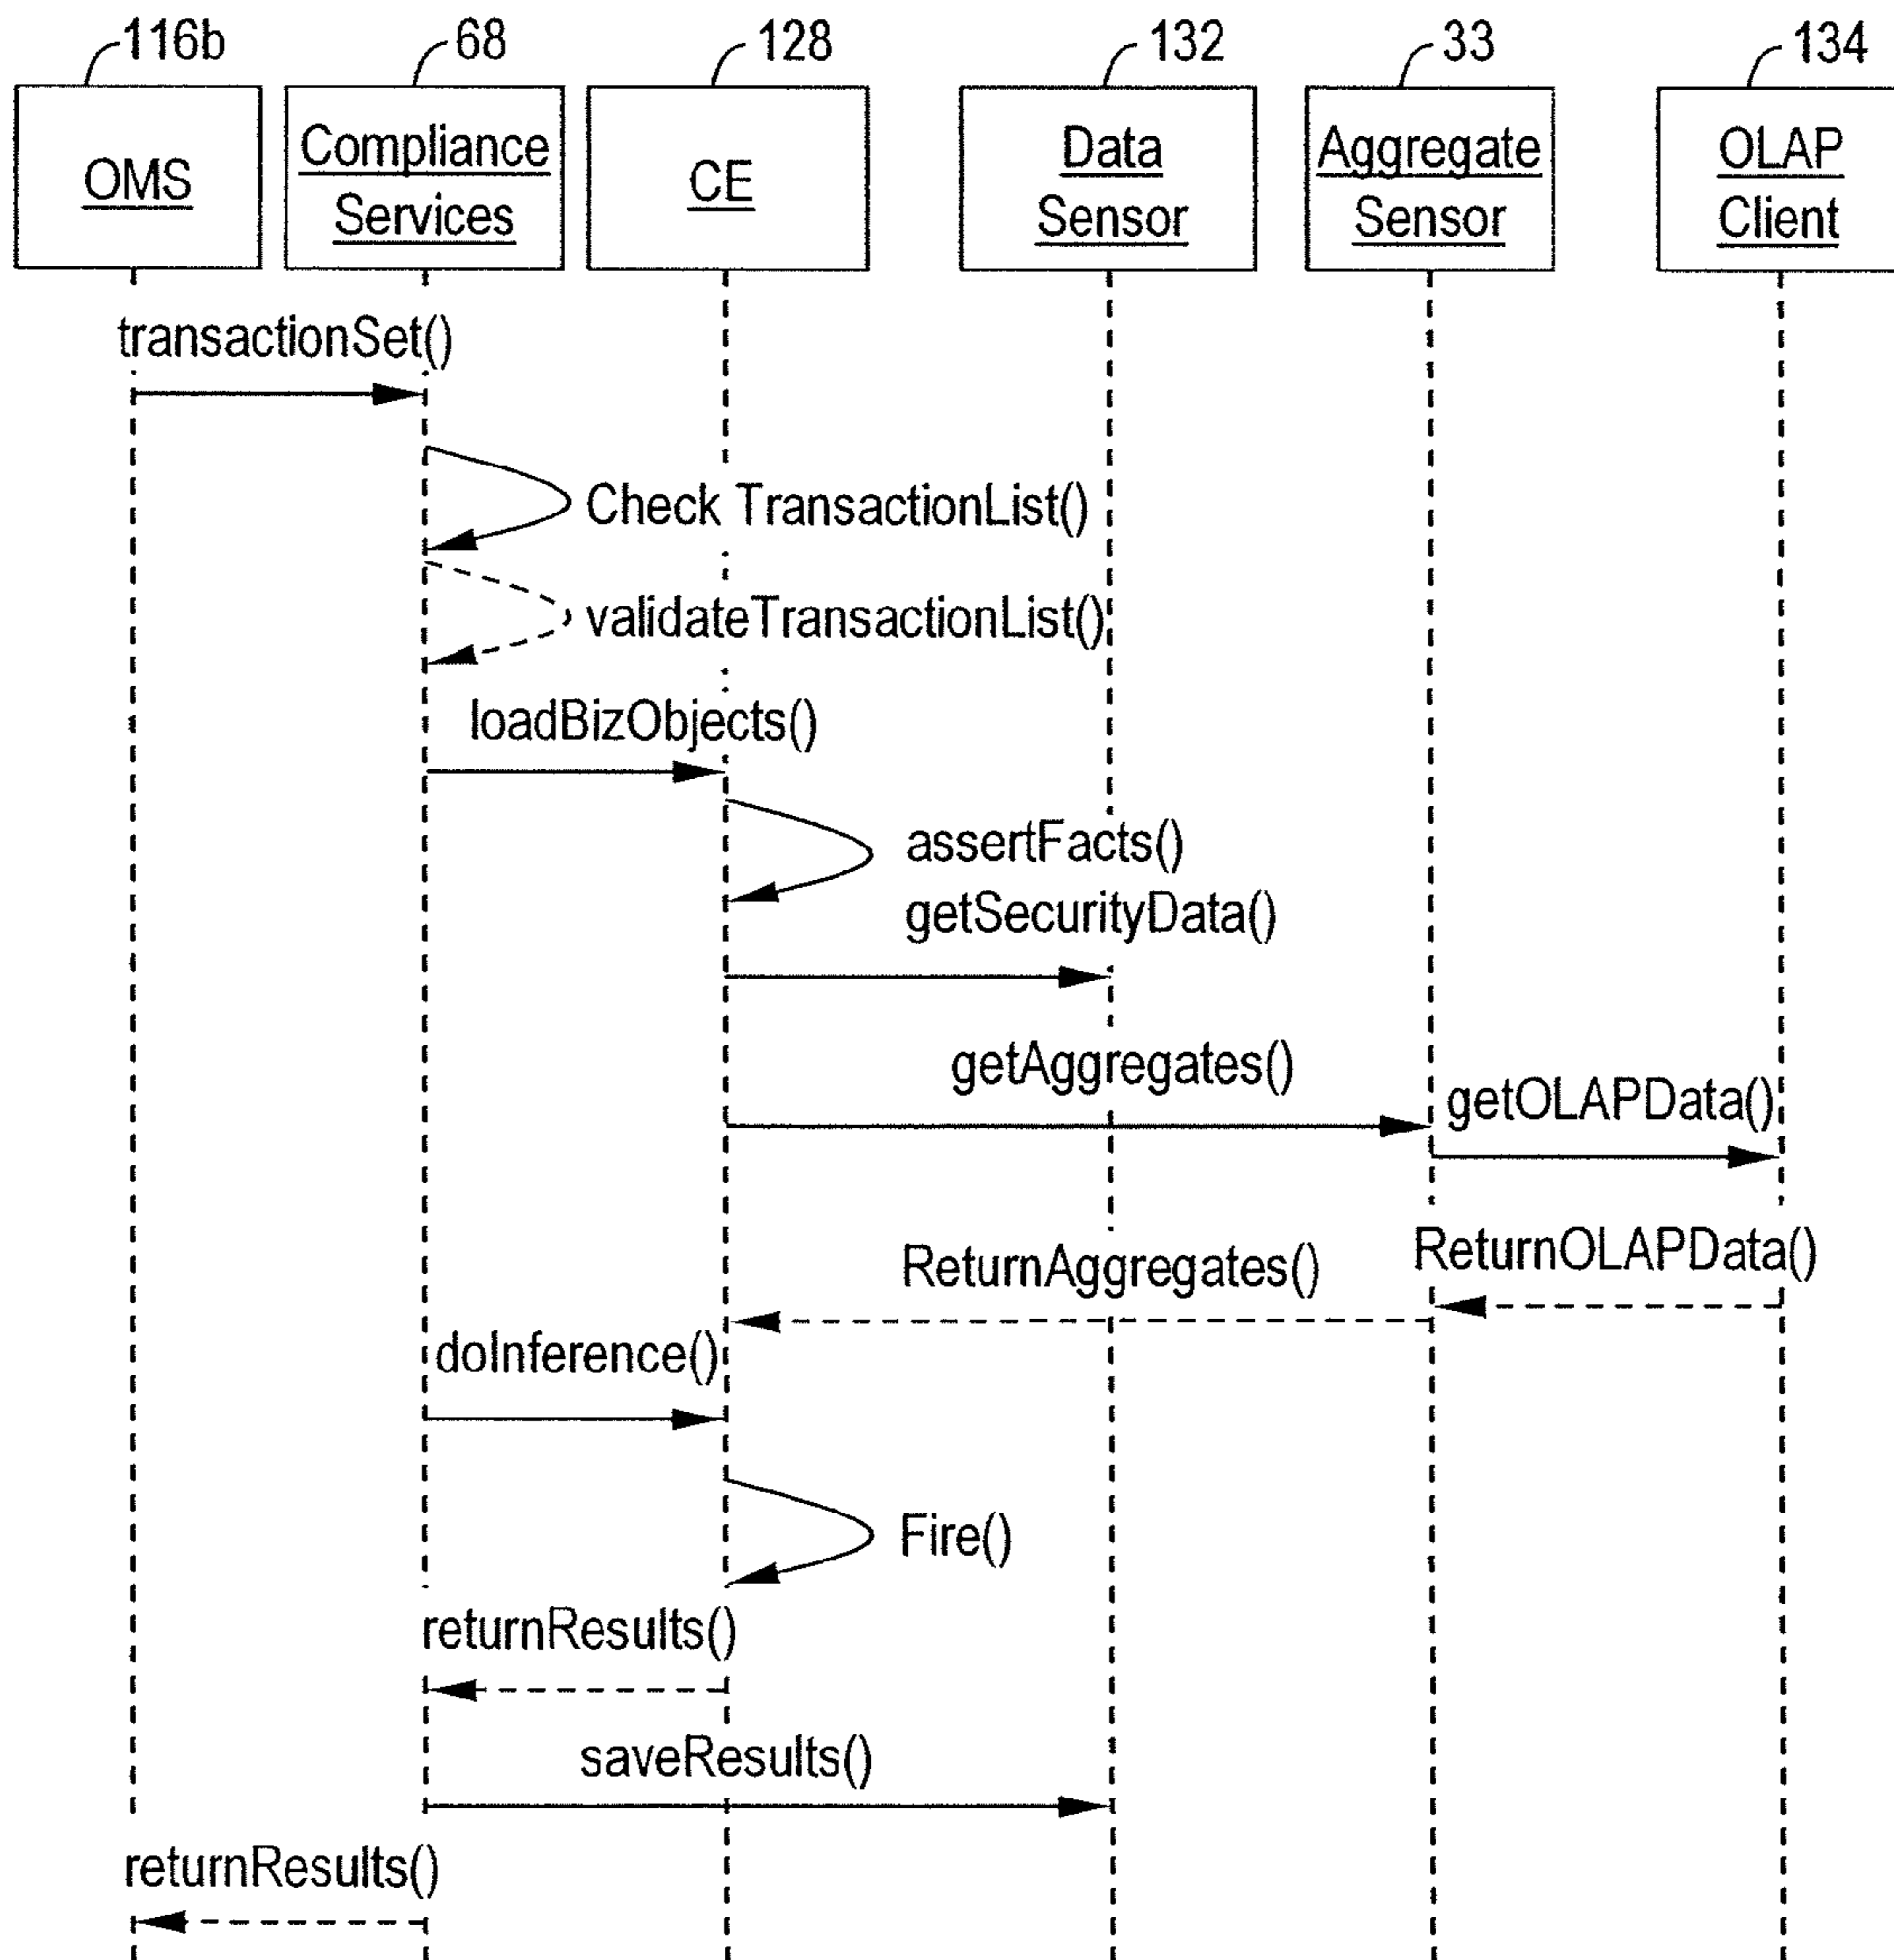 116b
68
128
132
33
134
OMS
Compliance
Services
CE
Data
Sensor
Aggregate
Sensor
OLAP
Client
transactionSet()
Check TransactionList()
validateTransactionList()
loadBizObjects()
assertFacts()
getSecurityData()
getAggregates()
getOLAPData()
ReturnOLAPData()
ReturnAggregates()
doInference()
Fire()
returnResults()
saveResults()
returnResults()